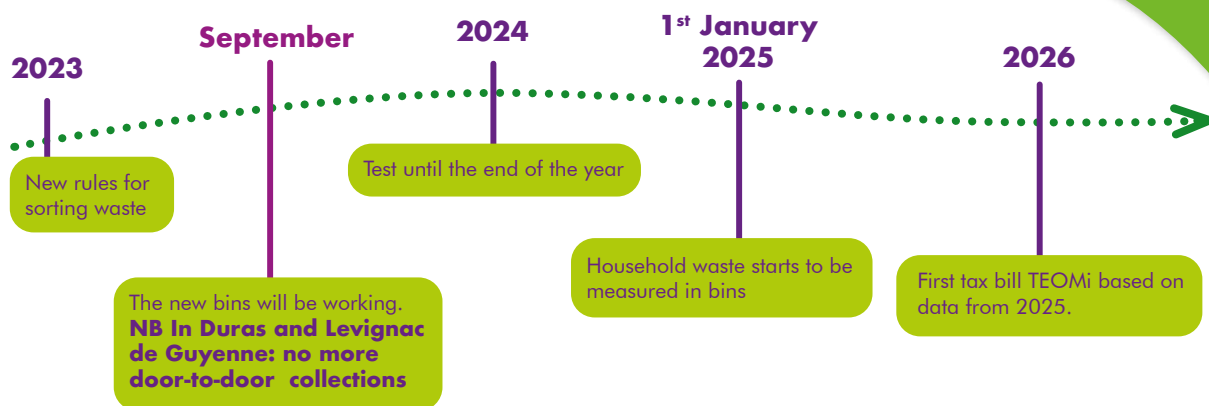 2023
New rules for
sorting waste
September
The new bins will be working.
NB In Duras and Levignac
de Guyenne: no more
door-to-door collections
2024
Test until the end of the year
1st January
2025
Household waste starts to be
measured in bins
2026
First tax bill TEOMi based on
data from 2025.